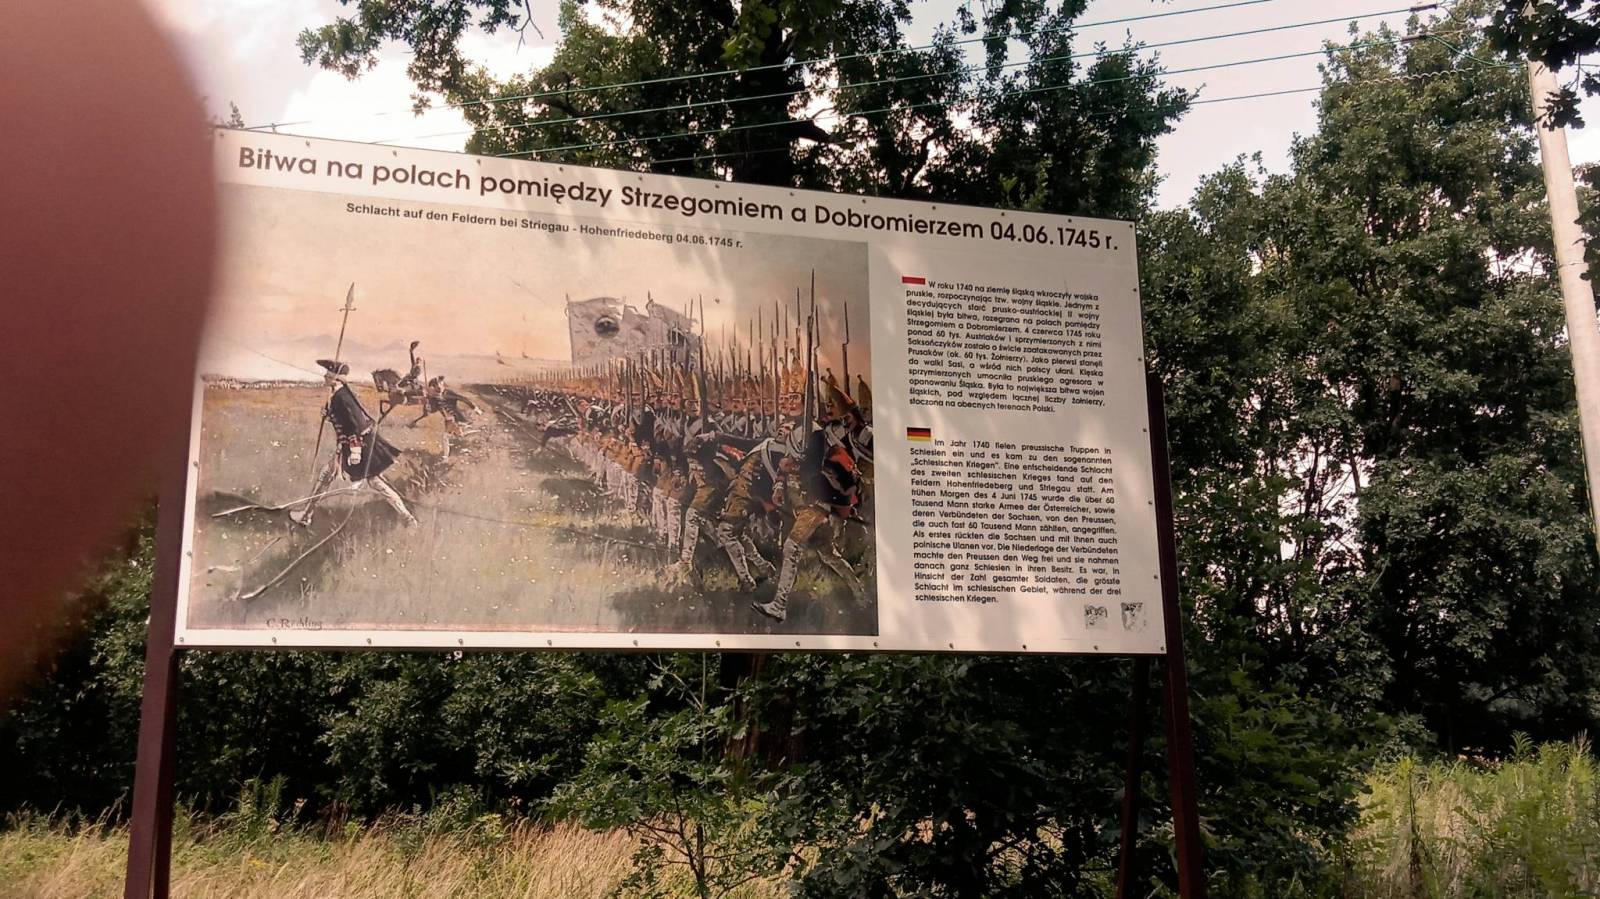 Bitwa na polach pomiędzy Strzegomiem a Dobromierzem 04.06.1745 r.
Schlacht auf den Feldern bei Striegau - Hohenfriedeberg 04.06.1745 r.
W roku 1740 na ziemię śląską wkroczyły wojska
pruskie, rozpoczynając tzw. wojny śląskie. Jednym z
decydujących starć prusko-austriackiej II wojny
śląskiej była bitwa, rozegrana na polach pomiędzy
Strzegomiem a Dobromierzem. 4 czerwca 1745 roku
ponad 60 tys. Austriaków i sprzymierzonych z nimi
Saksończyków zostało o świcie zaatakowanych przez
Prusaków (ok. 60 tys. Żołnierzy). Jako pierwsi stanęli
do walki Sasi, a wśród nich polscy ułani. Klęska
sprzymierzonych umocniła pruskiego agresora w
opanowaniu Śląska. Była to największa bitwa wojen
śląskich, pod względem łącznej liczby żołnierzy,
stoczona na obecnych terenach Polski.
Im Jahr 1740 fielen preussische Truppen in
Schlesien ein und es kam zu den sogenannten
„Schlesischen Kriegen". Eine entscheidende Schlacht
des zweiten schlesischen Krieges fand auf den
Feldern Hohenfriedeberg und Striegau statt. Am
frühen Morgen des 4 Juni 1745 wurde die über 60
Tausend Mann starke Armee der Österreicher, sowie
deren Verbündeten der Sachsen, von den Preussen,
die auch fast 60 Tausend Mann zählten, angegriffen.
Als erstes rückten die Sachsen und mit ihnen auch
polnische Ulanen vor. Die Niederlage der Verbündeten
machte den Preussen den Weg frei und sie nahmen
danach ganz Schlesien in ihren Besitz. Es war, in
Hinsicht der Zahl gesamter Soldaten, die grösste
Schlacht im schlesischen Gebiet, während der drei
schlesischen Kriegen.
C. Röchling